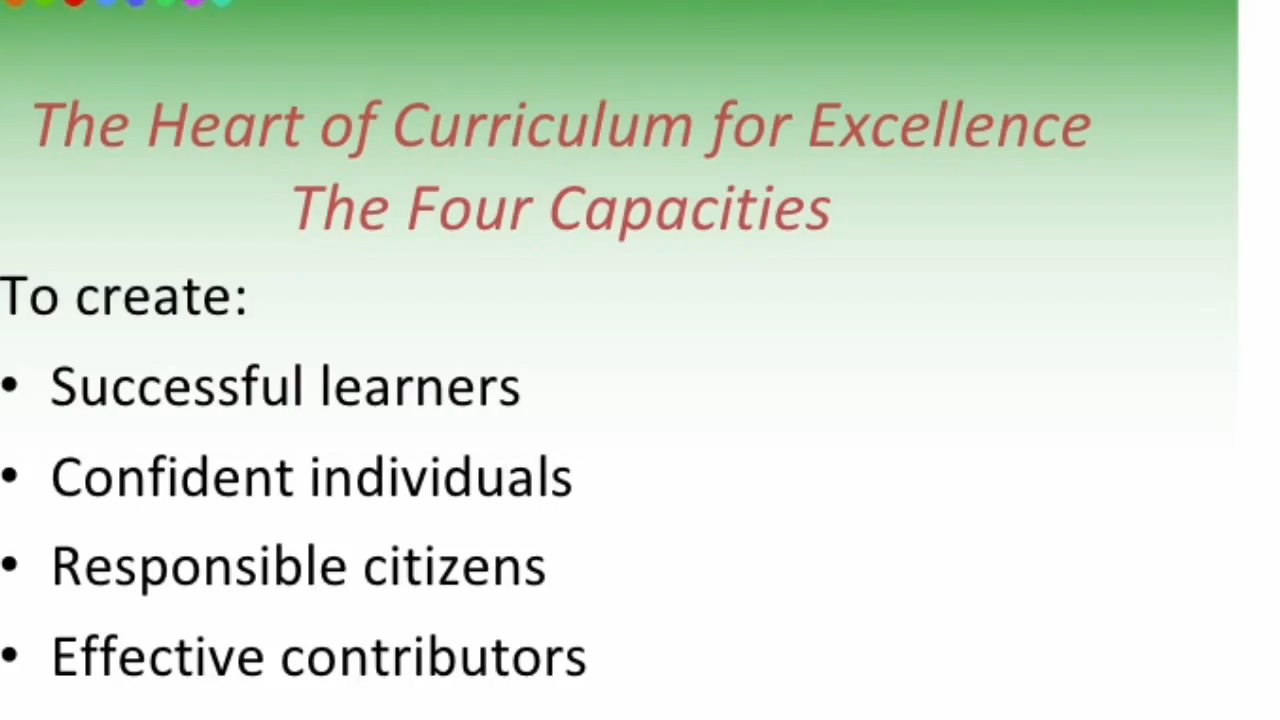 The Heart of Curriculum for Excellence
The Four Capacities
To create:
• Successful learners
• Confident individuals
• Responsible citizens
• Effective contributors